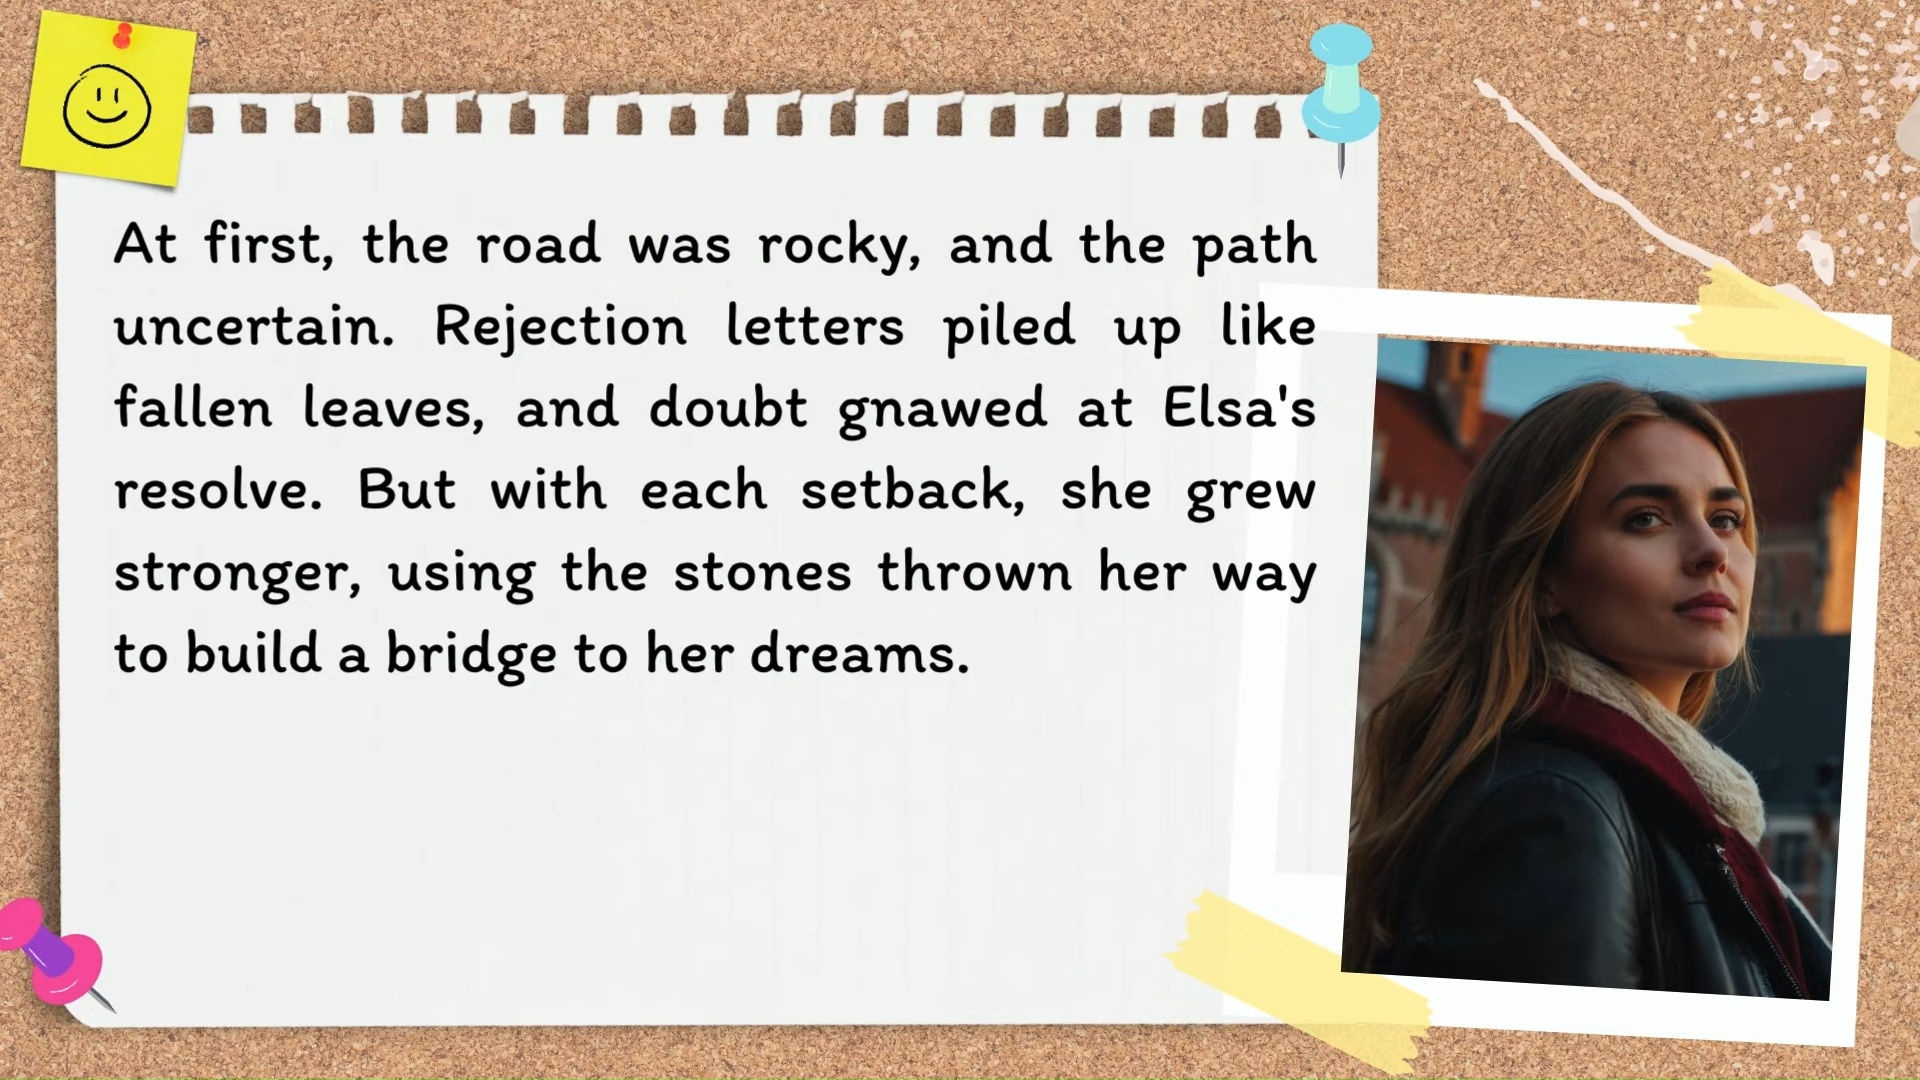 At first, the road was rocky, and the path
uncertain. Rejection letters piled up like
fallen leaves, and doubt gnawed at Elsa's
resolve. But with each setback, she grew
stronger, using the stones thrown her way
to build a bridge to her dreams.